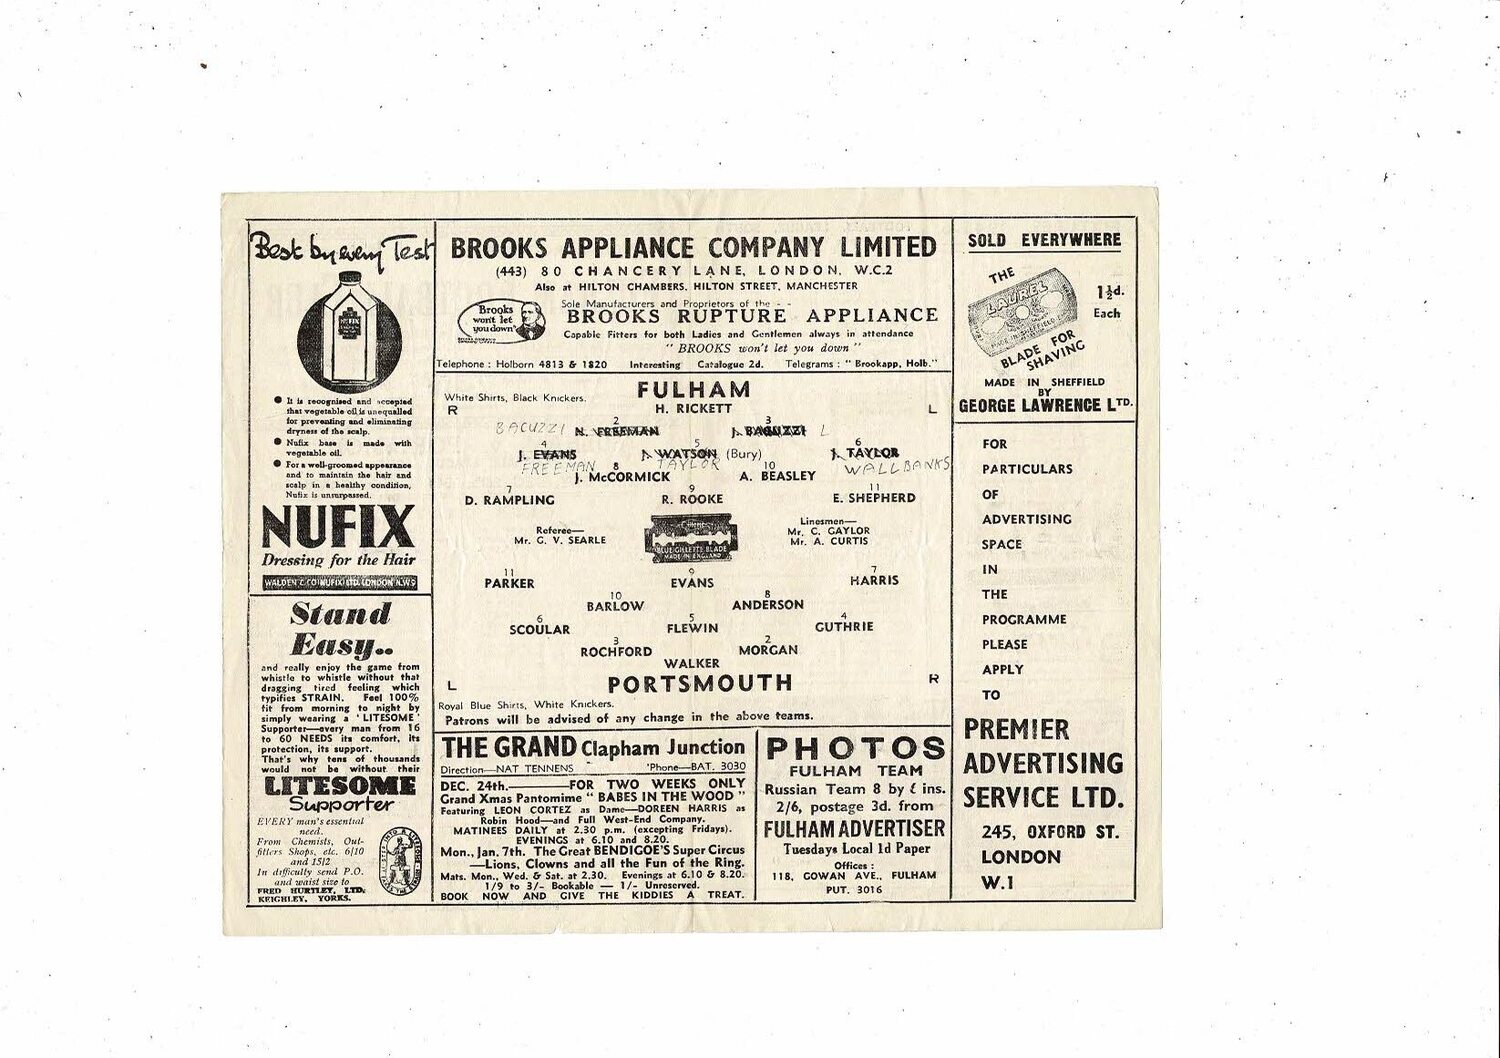 Best by every Test
NUFIX
● It is recognised and accepted
that vegetable oil is unequalled
for preventing and eliminating
dryness of the scalp.
● Nufix base is made with
vegetable oil.
● For a well-groomed appearance
and to maintain the hair and
scalp in a healthy condition,
Nufix is unsurpassed.
NUFIX
Dressing for the Hair
WALDEN & CO (NUFIX) LTD. LONDON N.W.9
Stand
Easy..
and really enjoy the game from
whistle to whistle without that
dragging tired feeling which
typifies STRAIN. Feel 100%
fit from morning to night by
simply wearing a 'LITESOME'
Supporter—every man from 16
to 60 NEEDS its comfort, its
protection, its support.
That's why tens of thousands
would not be without their
LITESOME
Supporter
EVERY man's essential
need.
From Chemists, Out-
fitters Shops, etc. 6/10
and 15/2
In difficulty send P.O.
and waist size to
FRED HURTLEY, LTD.
KEIGHLEY, YORKS.
BROOKS APPLIANCE COMPANY LIMITED
(443) 80 CHANCERY LANE, LONDON, W.C.2
Also at HILTON CHAMBERS, HILTON STREET, MANCHESTER
Brooks
won't let
you down"
Sole Manufacturers and Proprietors of the - -
BROOKS RUPTURE APPLIANCE
Capable Fitters for both Ladies and Gentlemen always in attendance
"BROOKS won't let you down"
Telephone : Holborn 4813 & 1820 Interesting Catalogue 2d. Telegrams : "Brookapp, Holb."
FULHAM
White Shirts, Black Knickers.
R H. RICKETT L
2 3
BACUZZI N. FREEMAN J. BACUZZI L
4 5 6
J. EVANS A. WATSON (Bury) J. TAYLOR
FREEMAN TAYLOR WALLBANKS
8 10
J. McCORMICK A. BEASLEY
7 9 11
D. RAMPLING R. ROOKE E. SHEPHERD
Referee—
Mr. G. V. SEARLE
Gillette
BLUE GILLETTE BLADE
MADE IN ENGLAND
Linesmen—
Mr. C. GAYLOR
Mr. A. CURTIS
11 9 7
PARKER EVANS HARRIS
10 8
BARLOW ANDERSON
6 5 4
SCOULAR FLEWIN GUTHRIE
3 2
ROCHFORD MORGAN
WALKER
L PORTSMOUTH R
Royal Blue Shirts, White Knickers.
Patrons will be advised of any change in the above teams.
THE GRAND Clapham Junction
Direction—NAT TENNENS 'Phone—BAT. 3030
DEC. 24th.————FOR TWO WEEKS ONLY
Grand Xmas Pantomime "BABES IN THE WOOD"
Featuring LEON CORTEZ as Dame—DOREEN HARRIS as
Robin Hood—and Full West-End Company.
MATINEES DAILY at 2.30 p.m. (excepting Fridays).
EVENINGS at 6.10 and 8.20.
Mon., Jan. 7th. The Great BENDIGOE'S Super Circus
—Lions, Clowns and all the Fun of the Ring.
Mats. Mon., Wed. & Sat. at 2.30. Evenings at 6.10 & 8.20.
1/9 to 3/- Bookable — 1/- Unreserved.
BOOK NOW AND GIVE THE KIDDIES A TREAT.
PHOTOS
FULHAM TEAM
Russian Team 8 by 6 ins.
2/6, postage 3d. from
FULHAM ADVERTISER
Tuesdays Local 1d Paper
Offices :
118, GOWAN AVE., FULHAM
PUT. 3016
SOLD EVERYWHERE
THE
LAUREL
MADE IN SHEFFIELD
BLADE FOR
SHAVING
1½d.
Each
MADE IN SHEFFIELD
BY
GEORGE LAWRENCE LTD.
FOR
PARTICULARS
OF
ADVERTISING
SPACE
IN
THE
PROGRAMME
PLEASE
APPLY
TO
PREMIER
ADVERTISING
SERVICE LTD.
245, OXFORD ST.
LONDON
W.1